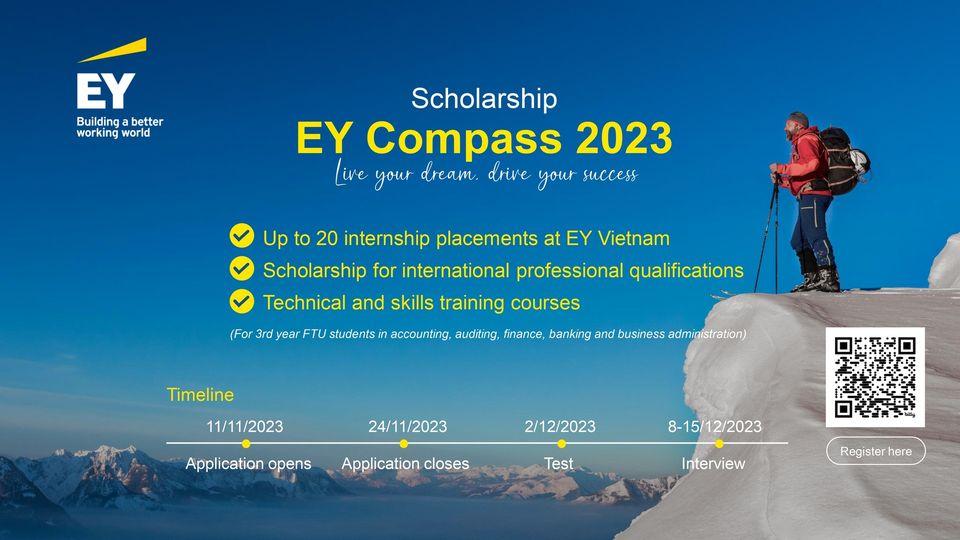 EY
Building a better
working world
Scholarship
EY Compass 2023
Live your dream, drive your success
Up to 20 internship placements at EY Vietnam
Scholarship for international professional qualifications
Technical and skills training courses
(For 3rd year FTU students in accounting, auditing, finance, banking and business administration)
Timeline
11/11/2023 24/11/2023 2/12/2023 8-15/12/2023
Application opens Application closes Test Interview
Register here